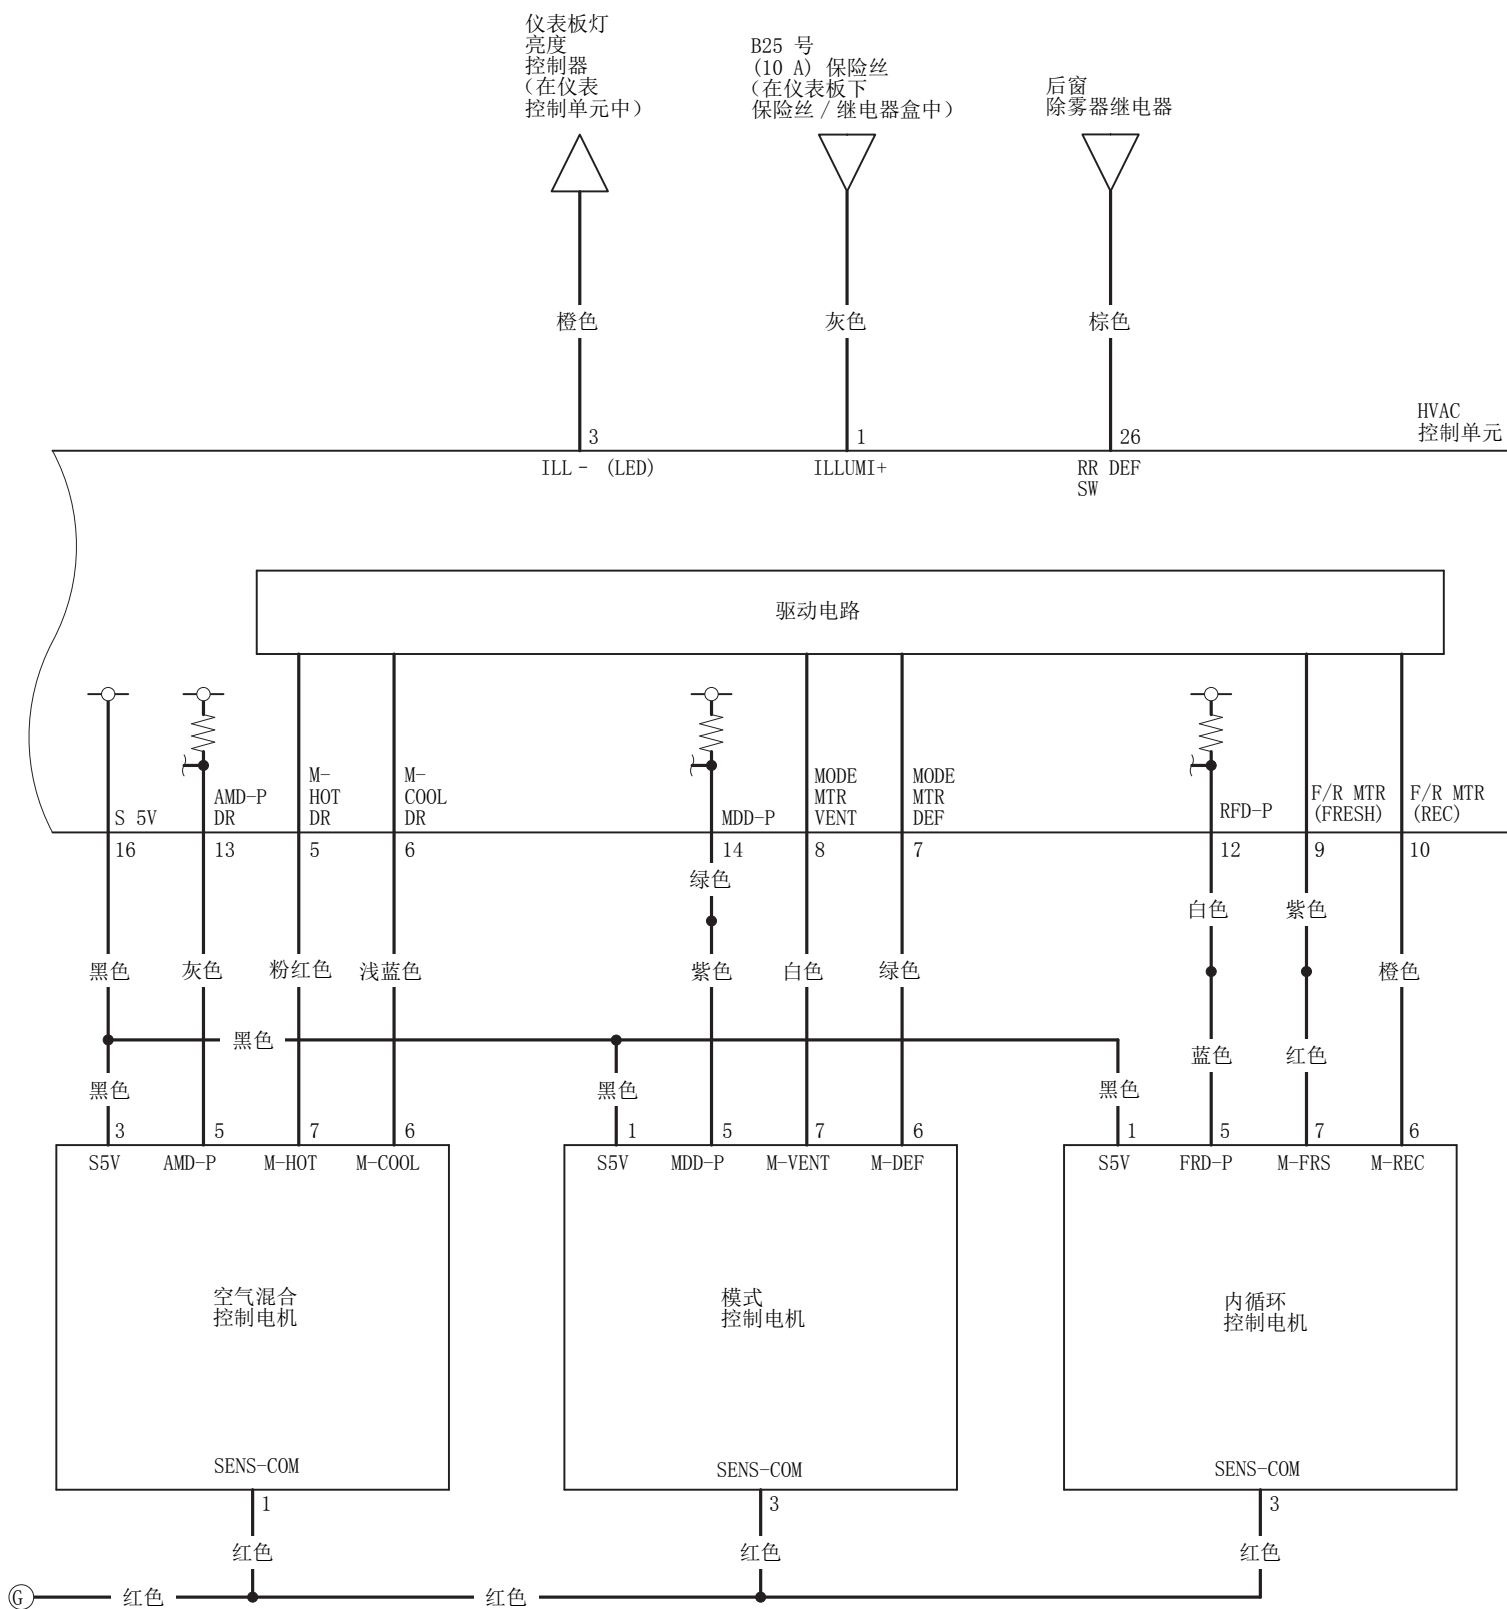 仪表板灯
亮度
控制器
（在仪表
控制单元中）
B25 号
(10 A) 保险丝
（在仪表板下
保险丝 / 继电器盒中）
后窗
除雾器继电器
橙色
灰色
棕色
HVAC
控制单元
3
1
26
ILL - (LED)
ILLUMI+
RR DEF
SW
驱动电路
S 5V
AMD-P
DR
M-
HOT
DR
M-
COOL
DR
MDD-P
MODE
MTR
VENT
MODE
MTR
DEF
RFD-P
F/R MTR
(FRESH)
F/R MTR
(REC)
16
13
5
6
14
8
7
12
9
10
绿色
白色
紫色
黑色
灰色
粉红色
浅蓝色
紫色
白色
绿色
橙色
黑色
蓝色
红色
黑色
黑色
黑色
3
5
7
6
1
5
7
6
1
5
7
6
S5V
AMD-P
M-HOT
M-COOL
S5V
MDD-P
M-VENT
M-DEF
S5V
FRD-P
M-FRS
M-REC
空气混合
控制电机
模式
控制电机
内循环
控制电机
SENS-COM
SENS-COM
SENS-COM
1
3
3
红色
红色
红色
G
红色
红色